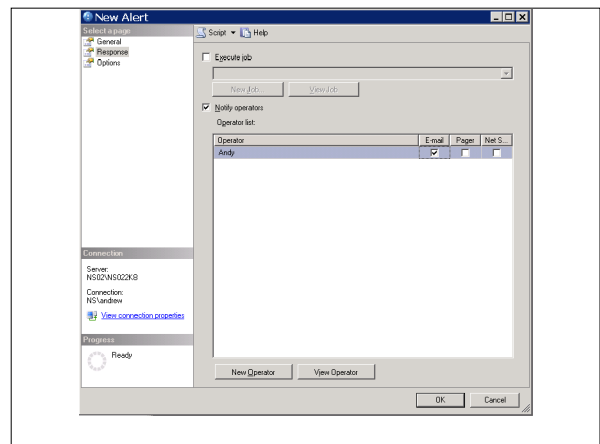 New Alert
Select a page
General
Response
Options
Script Help
Execute job
New Job... View Job
Notify operators
Operator list:
Operator E-mail Pager Net S...
Andy
Connection
Server:
NS02\NS022K8
Connection:
NS\andrew
View connection properties
Progress
Ready
New Operator View Operator
OK Cancel